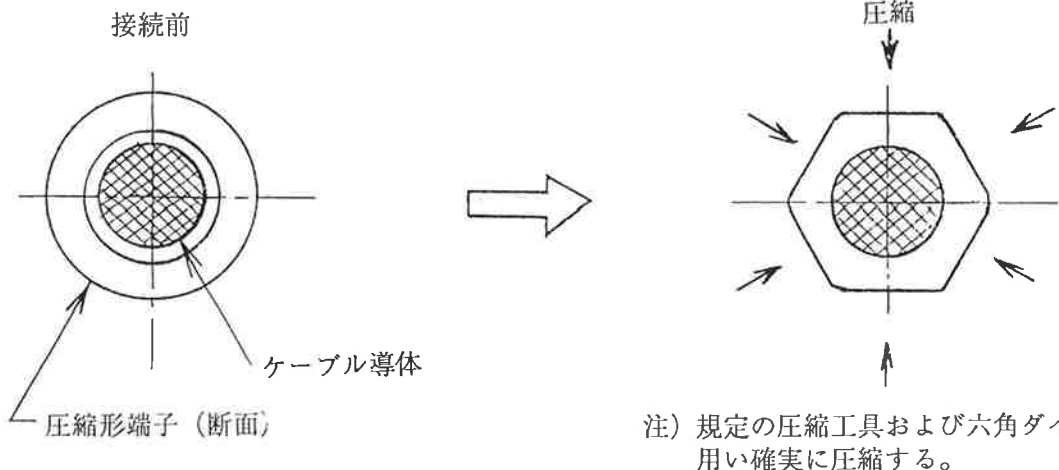 接続前
圧縮
ケーブル導体
圧縮形端子(断面)
注)規定の圧縮工具および六角ダイ
用い確実に圧縮する。